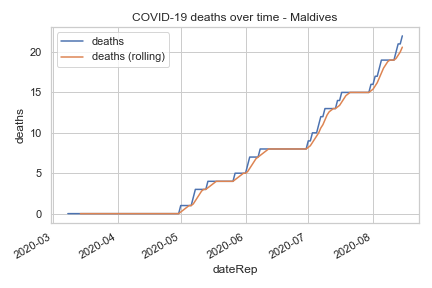 COVID-19 deaths over time - Maldives
deaths
deaths (rolling)
20
15
10
5
0
deaths
2020-03
2020-04
2020-05
2020-06
2020-07
2020-08
dateRep